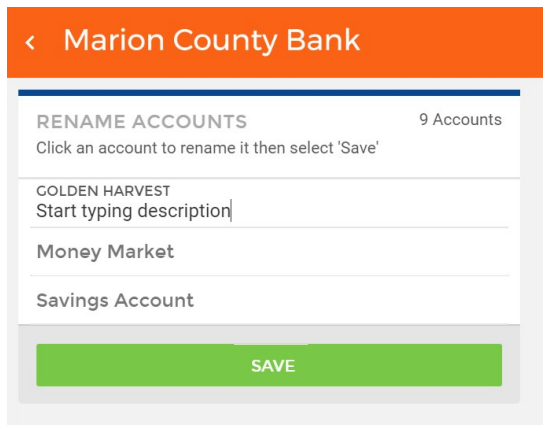 Marion County Bank
RENAME ACCOUNTS 9 Accounts
Click an account to rename it then select 'Save'
GOLDEN HARVEST
Start typing description
Money Market
Savings Account
SAVE